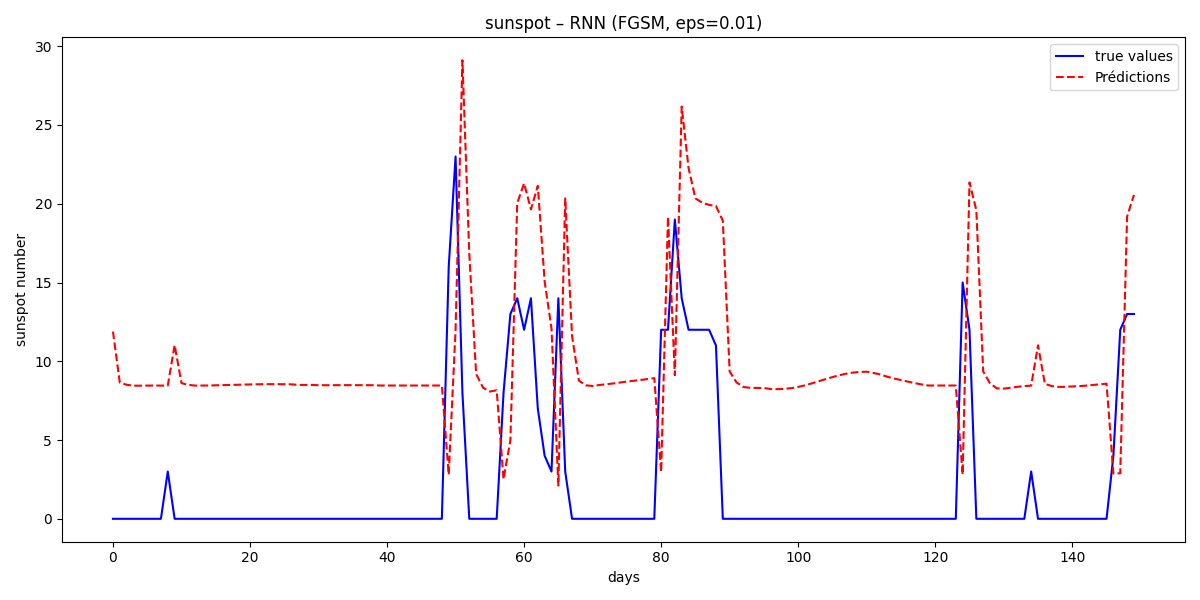 sunspot – RNN (FGSM, eps=0.01)
true values
Prédictions
sunspot number
30
25
20
15
10
5
0
0 20 40 60 80 100 120 140
days